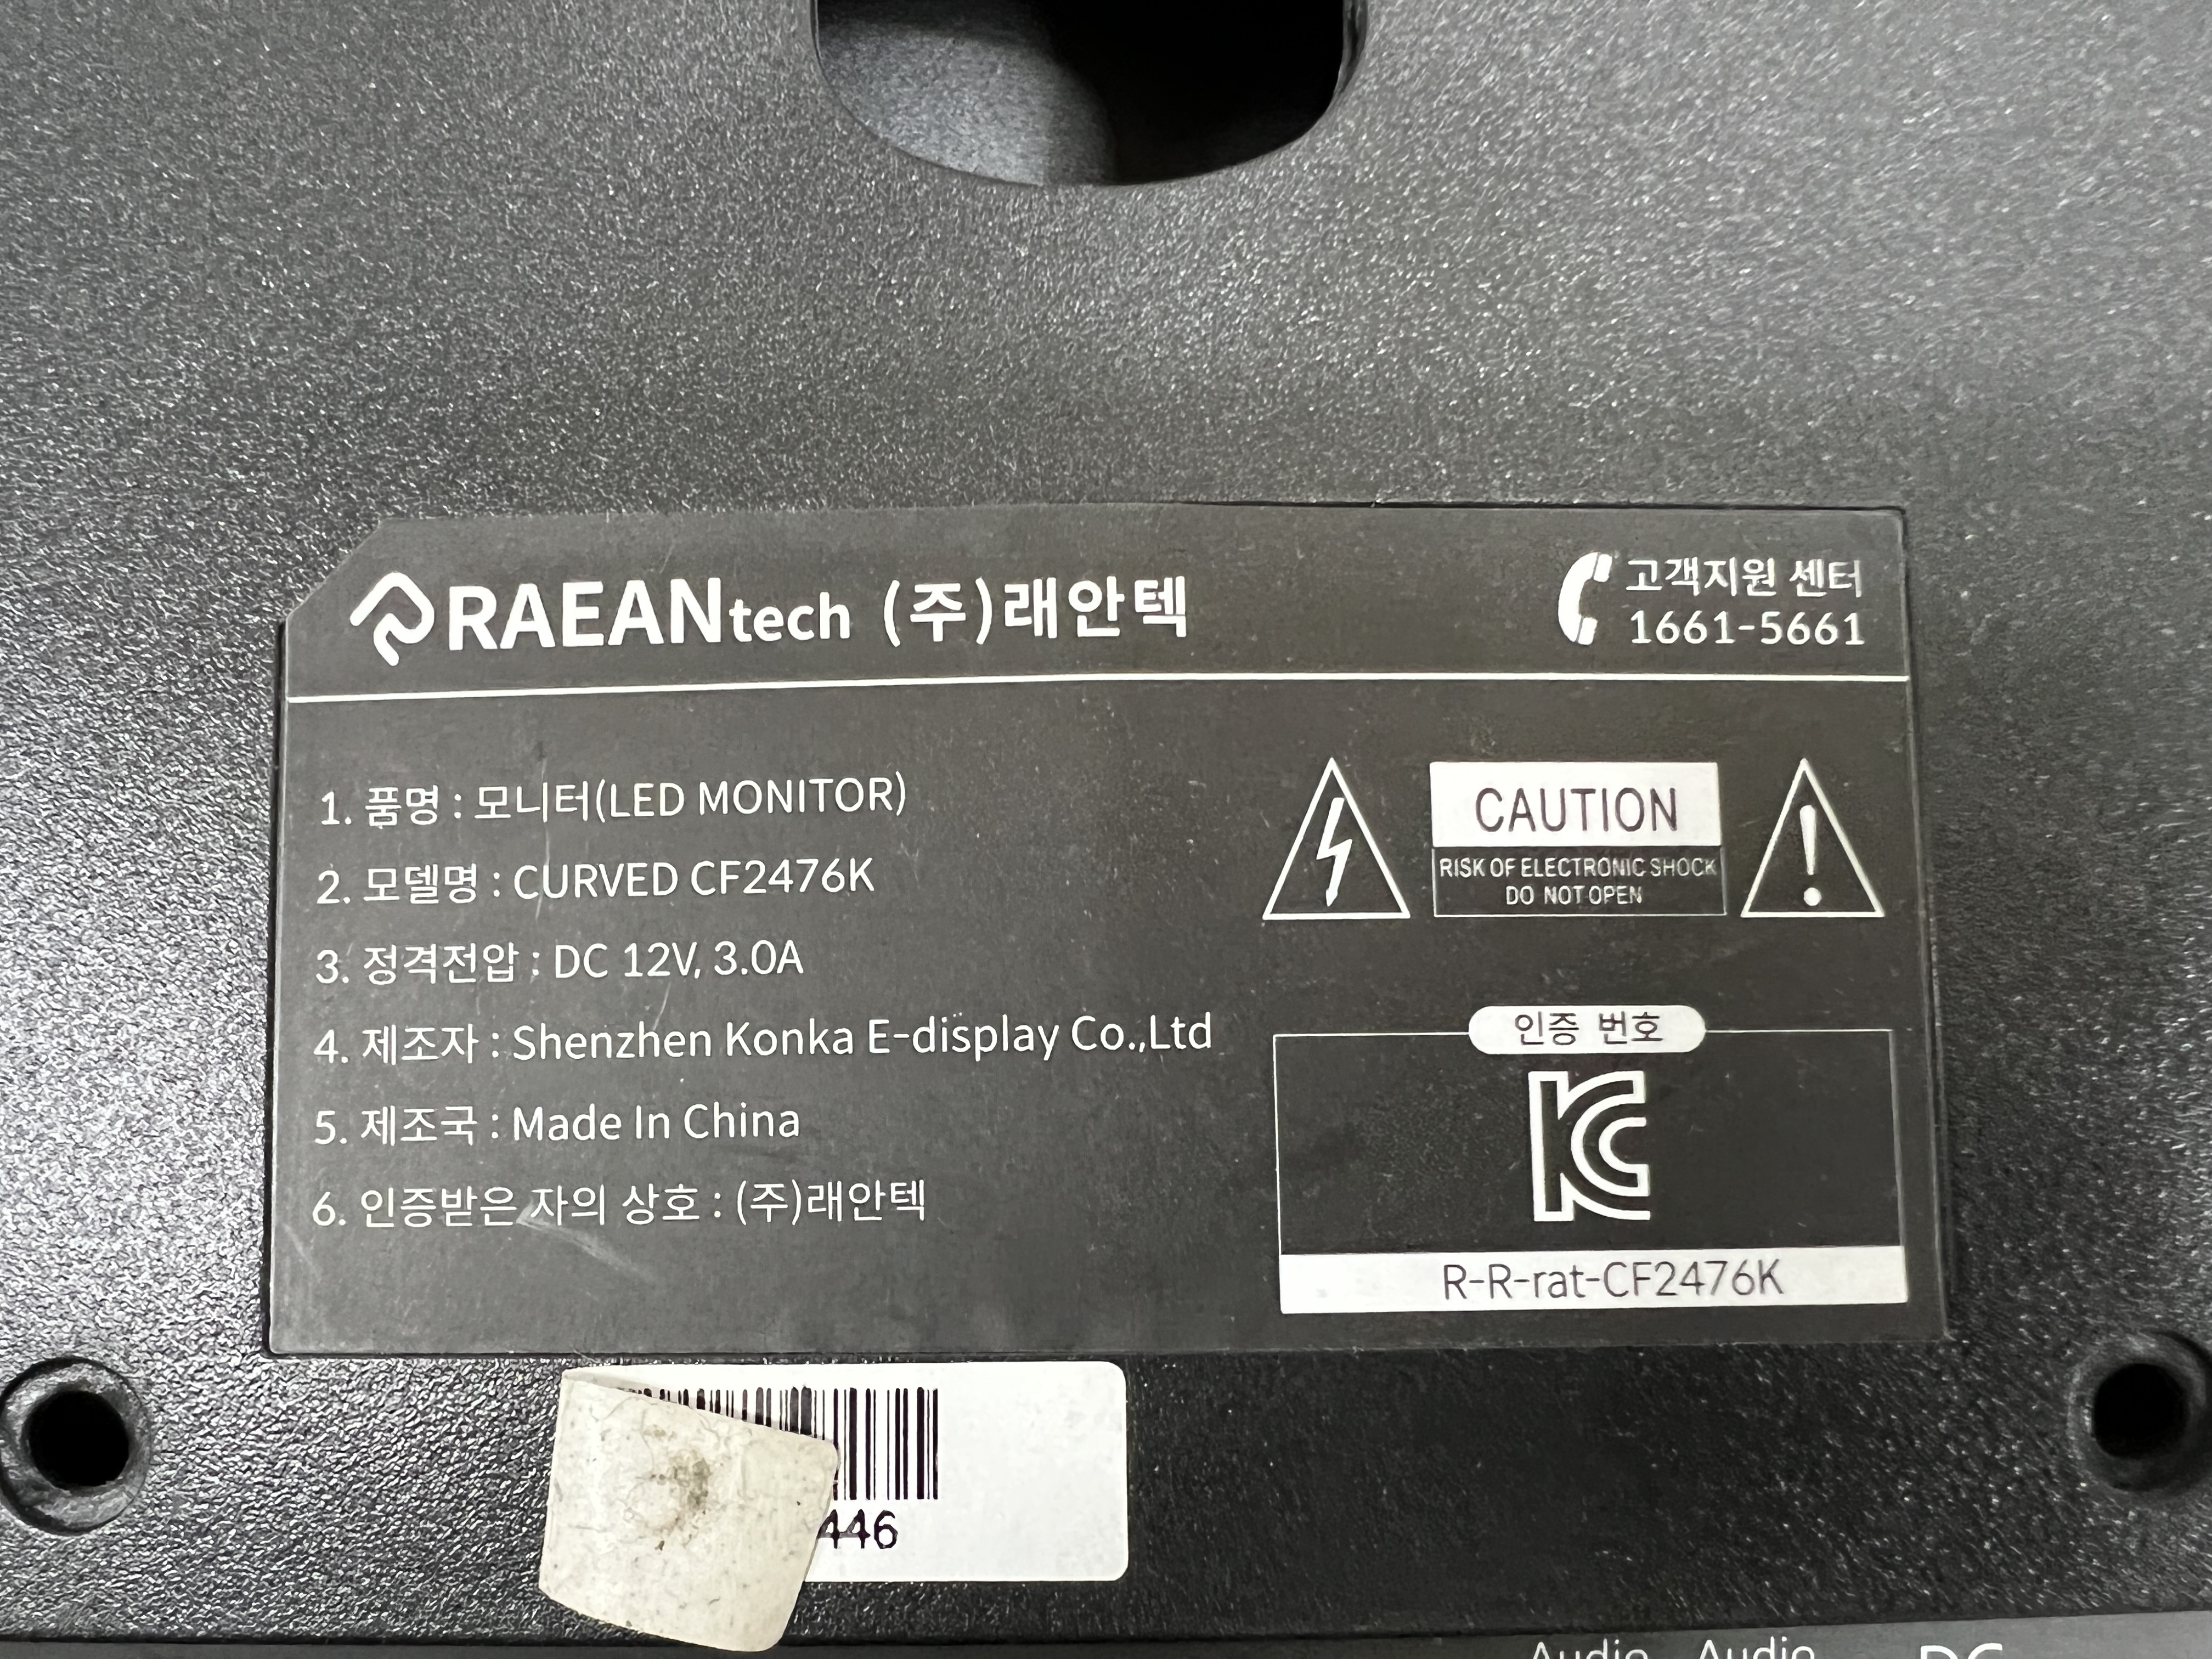 RAEANtech (주)래안텍
고객지원 센터
1661-5661
1. 품명 : 모니터(LED MONITOR)
2. 모델명 : CURVED CF2476K
3. 정격전압 : DC 12V, 3.0A
4. 제조자 : Shenzhen Konka E-display Co.,Ltd
5. 제조국 : Made In China
6. 인증받은 자의 상호 : (주)래안텍
CAUTION
RISK OF ELECTRONIC SHOCK
DO NOT OPEN
인증 번호
KC
R-R-rat-CF2476K
446
Audio Audio DC